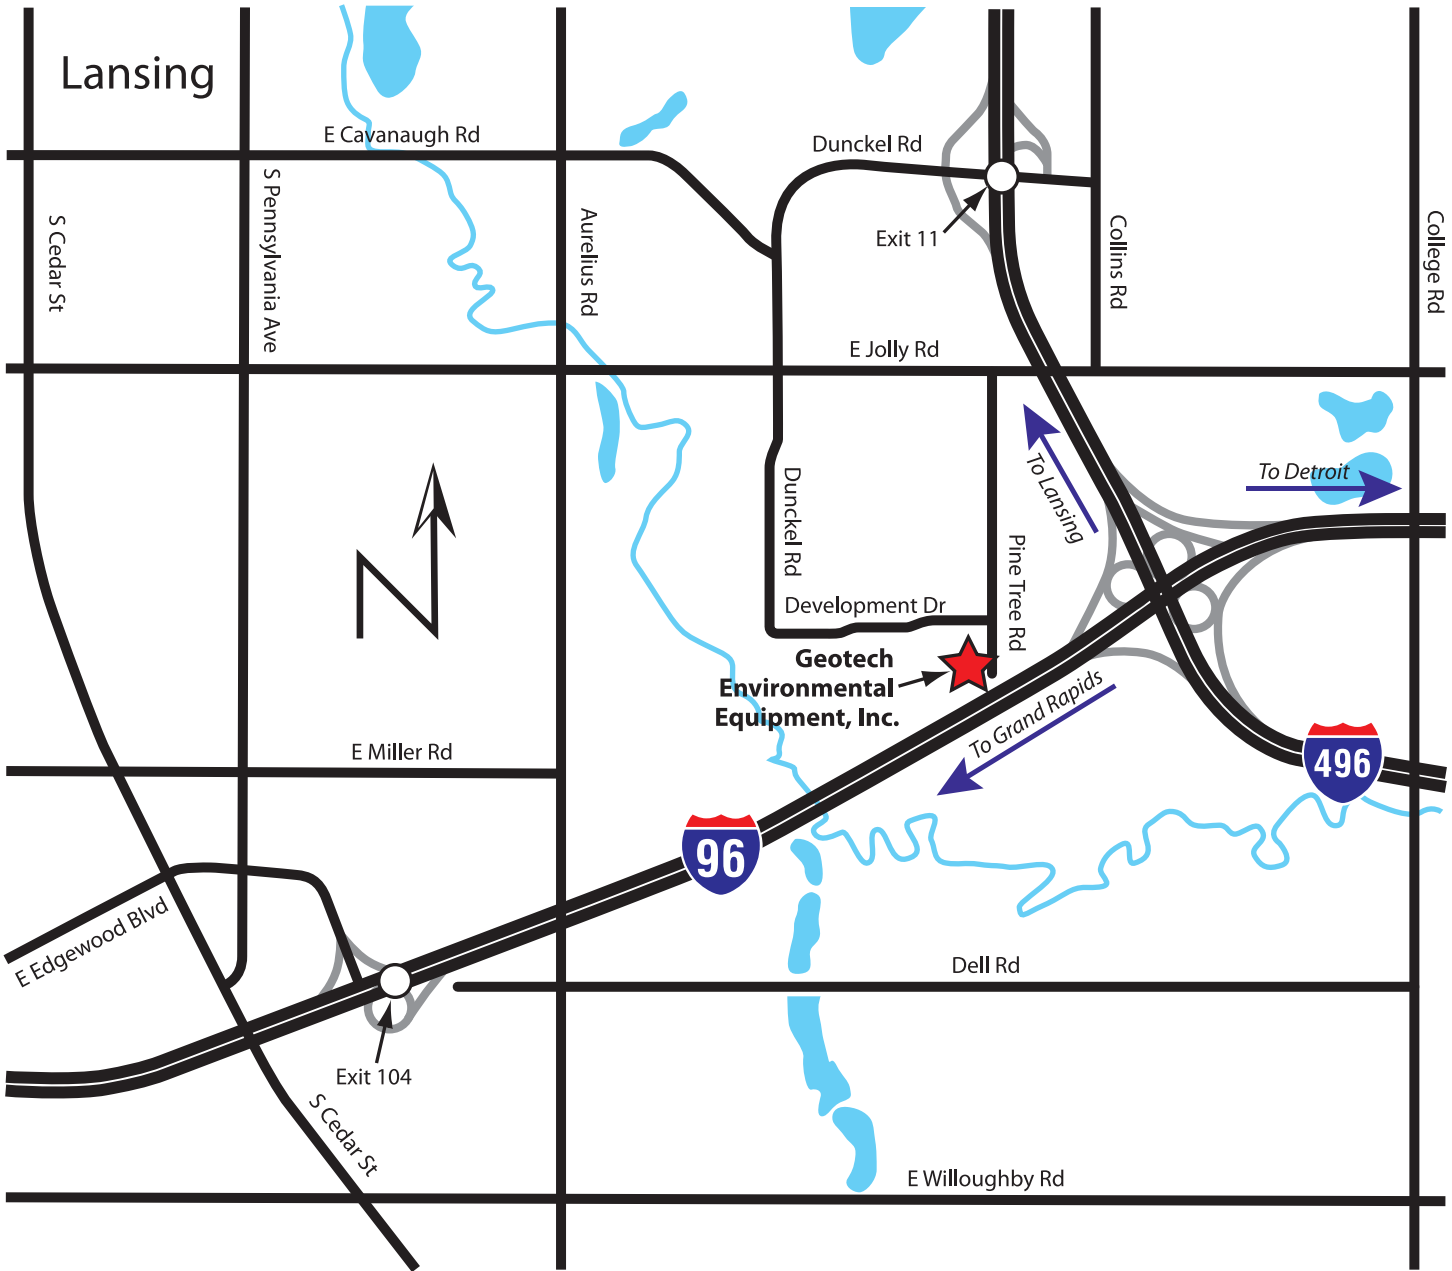 Lansing
E Cavanaugh Rd
Dunckel Rd
S Cedar St
S Pennsylvania Ave
Aurelius Rd
Exit 11
Collins Rd
College Rd
E Jolly Rd
To Lansing
To Detroit
Dunckel Rd
Pine Tree Rd
Development Dr
Geotech
Environmental
Equipment, Inc.
To Grand Rapids
E Miller Rd
496
96
E Edgewood Blvd
Dell Rd
Exit 104
S Cedar St
E Willoughby Rd